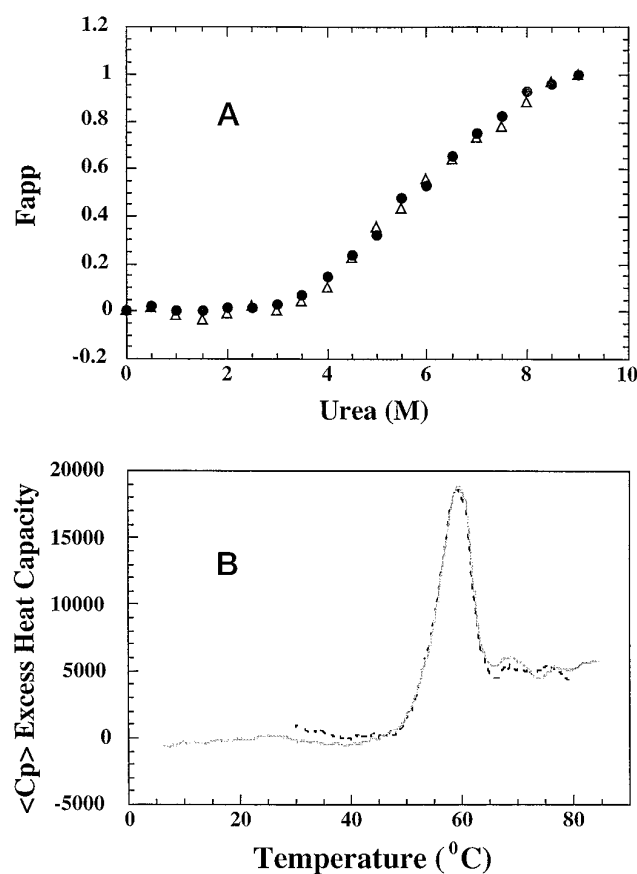 1.2
1
0.8
0.6
0.4
0.2
0
-0.2
Fapp
A
0 2 4 6 8 10
Urea (M)
20000
15000
10000
5000
0
-5000
<Cp> Excess Heat Capacity
B
0 20 40 60 80
Temperature (⁰C)